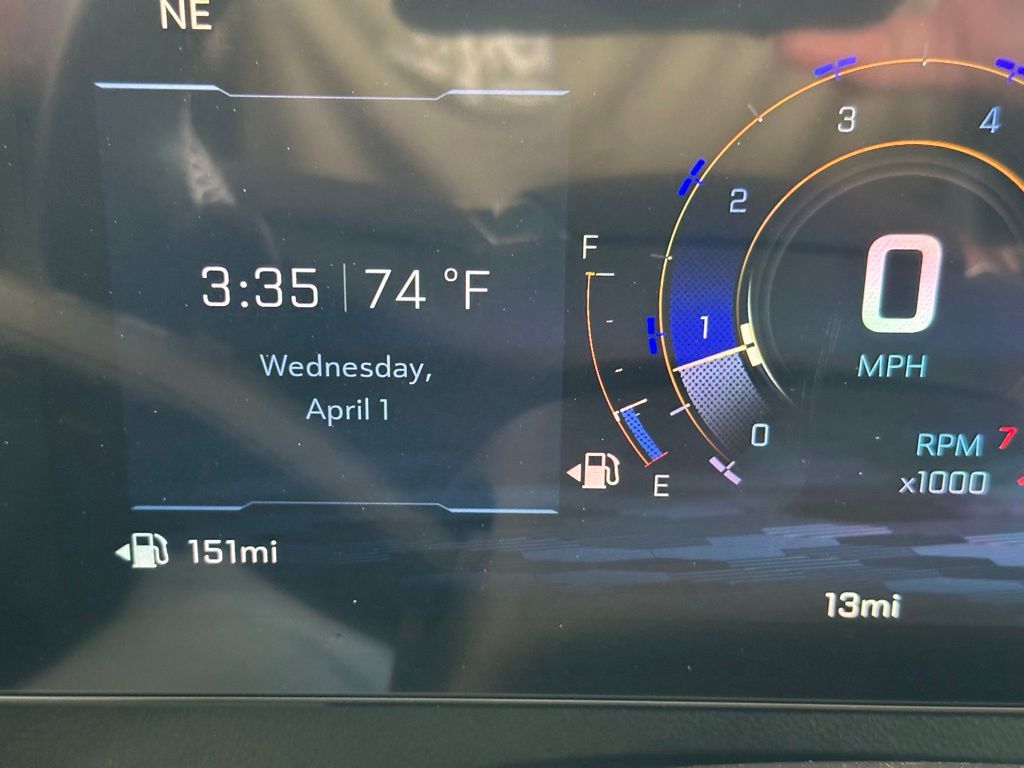 NE
3:35 74 °F
Wednesday,
April 1
151mi
F
E
0
1
2
3
4
0
MPH
RPM
x1000
7
13mi